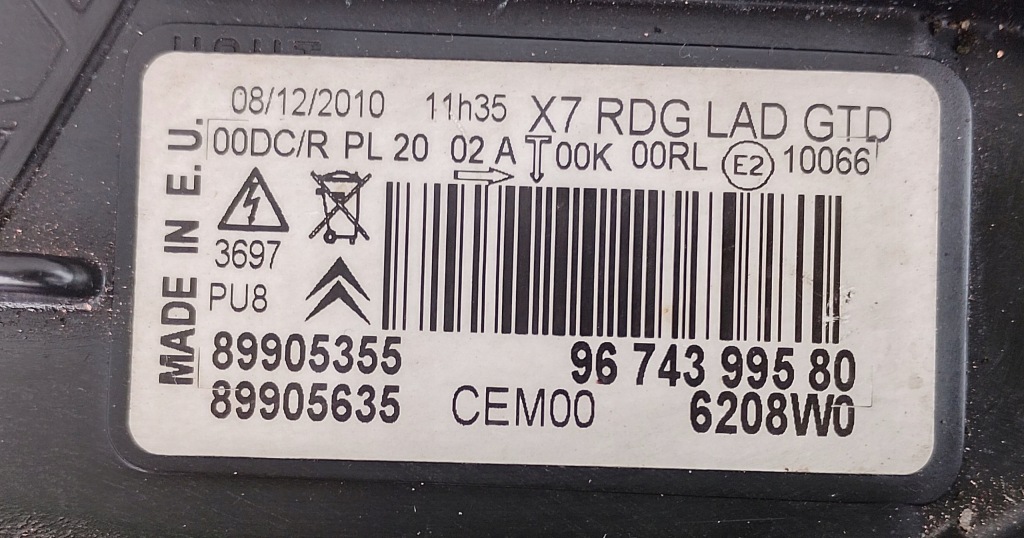 08/12/2010 11h35 X7 RDG LAD GTD
00DC/R PL 20 02 A 00K 00RL E2 10066
MADE IN E.U.
3697
PU8
89905355 96 743 995 80
89905635 CEM00 6208W0